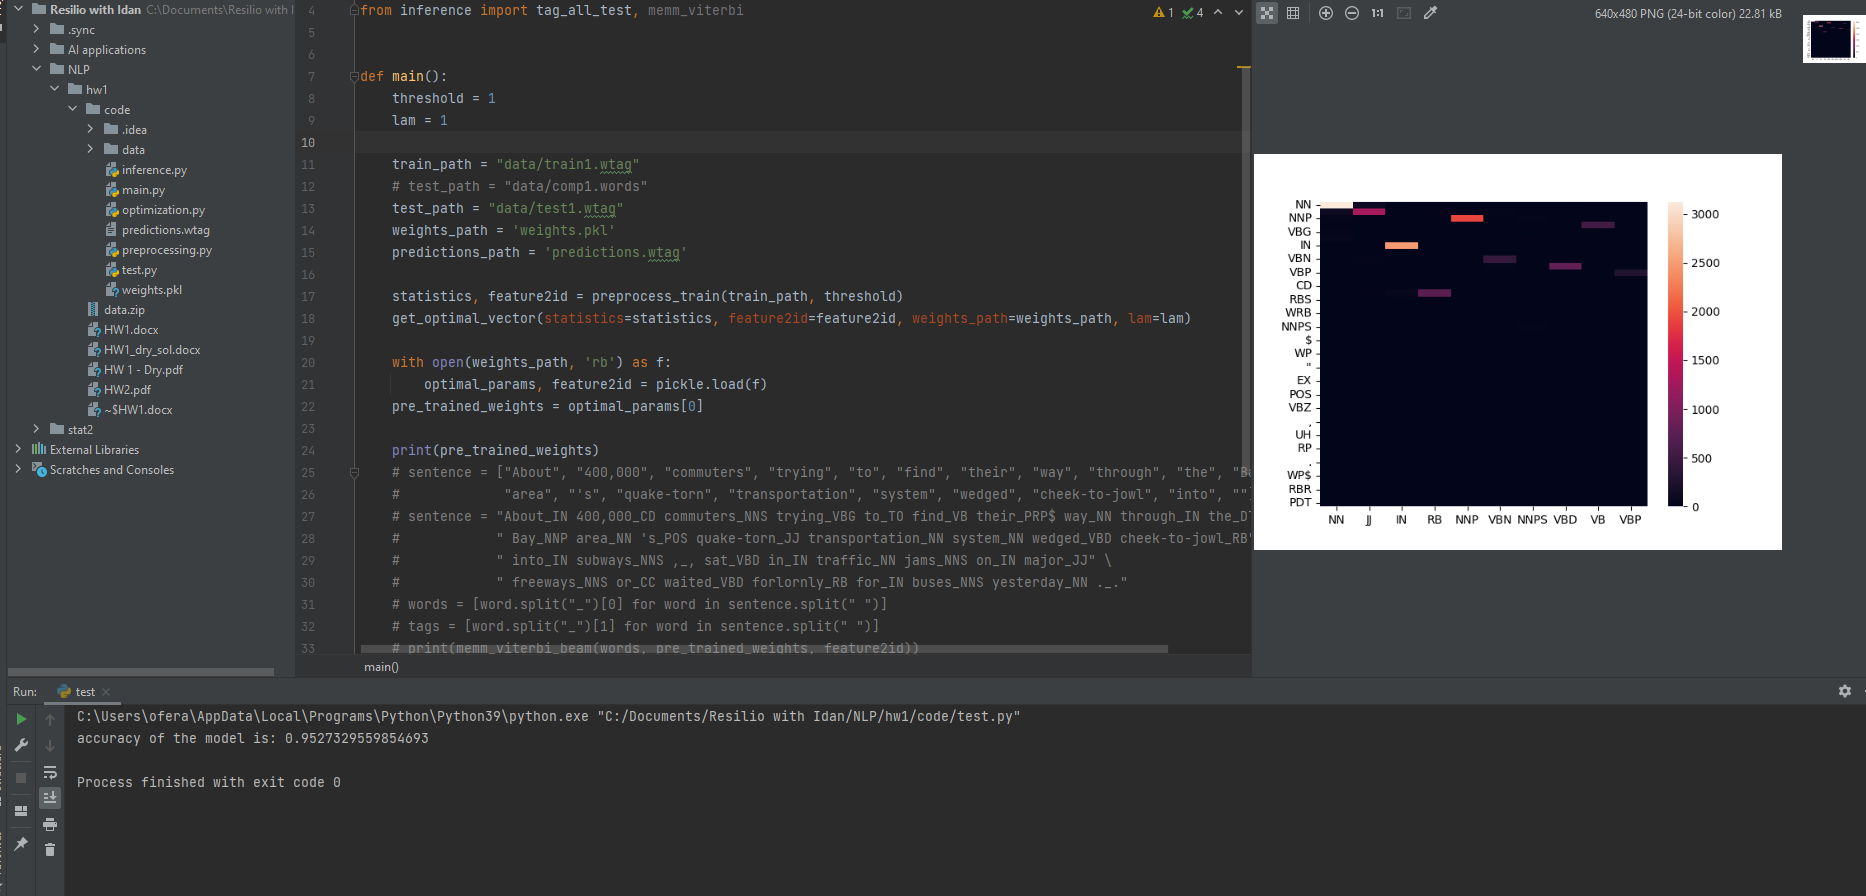 Resilio with Idan C:\Documents\Resilio with I
.sync
AI applications
NLP
hw1
code
.idea
data
inference.py
main.py
optimization.py
predictions.wtag
preprocessing.py
test.py
weights.pkl
data.zip
HW1.docx
HW1_dry_sol.docx
HW 1 - Dry.pdf
HW2.pdf
~$HW1.docx
stat2
External Libraries
Scratches and Consoles
4 from inference import tag_all_test, memm_viterbi
5
6
7 def main():
8 threshold = 1
9 lam = 1
10
11 train_path = "data/train1.wtag"
12 # test_path = "data/comp1.words"
13 test_path = "data/test1.wtag"
14 weights_path = 'weights.pkl'
15 predictions_path = 'predictions.wtag'
16
17 statistics, feature2id = preprocess_train(train_path, threshold)
18 get_optimal_vector(statistics=statistics, feature2id=feature2id, weights_path=weights_path, lam=lam)
19
20 with open(weights_path, 'rb') as f:
21 optimal_params, feature2id = pickle.load(f)
22 pre_trained_weights = optimal_params[0]
23
24 print(pre_trained_weights)
25 # sentence = ["About", "400,000", "commuters", "trying", "to", "find", "their", "way", "through", "the", "Ba
26 # "area", "'s", "quake-torn", "transportation", "system", "wedged", "cheek-to-jowl", "into", ""
27 # sentence = "About_IN 400,000_CD commuters_NNS trying_VBG to_TO find_VB their_PRP$ way_NN through_IN the_DT
28 # " Bay_NNP area_NN 's_POS quake-torn_JJ transportation_NN system_NN wedged_VBD cheek-to-jowl_RB"
29 # " into_IN subways_NNS ,_, sat_VBD in_IN traffic_NN jams_NNS on_IN major_JJ" \
30 # " freeways_NNS or_CC waited_VBD forlornly_RB for_IN buses_NNS yesterday_NN ._."
31 # words = [word.split("_")[0] for word in sentence.split(" ")]
32 # tags = [word.split("_")[1] for word in sentence.split(" ")]
33 # print(memm_viterbi_beam(words, pre_trained_weights, feature2id))
1 4
main()
1:1
640x480 PNG (24-bit color) 22.81 kB
NN
NNP
VBG
IN
VBN
VBP
CD
RBS
WRB
NNPS
$
WP
"
EX
POS
VBZ
,
UH
RP
.
WP$
RBR
PDT
NN JJ IN RB NNP VBN NNPS VBD VB VBP
3000
2500
2000
1500
1000
500
0
Run: test
C:\Users\ofera\AppData\Local\Programs\Python\Python39\python.exe "C:/Documents/Resilio with Idan/NLP/hw1/code/test.py"
accuracy of the model is: 0.9527329559854693
Process finished with exit code 0